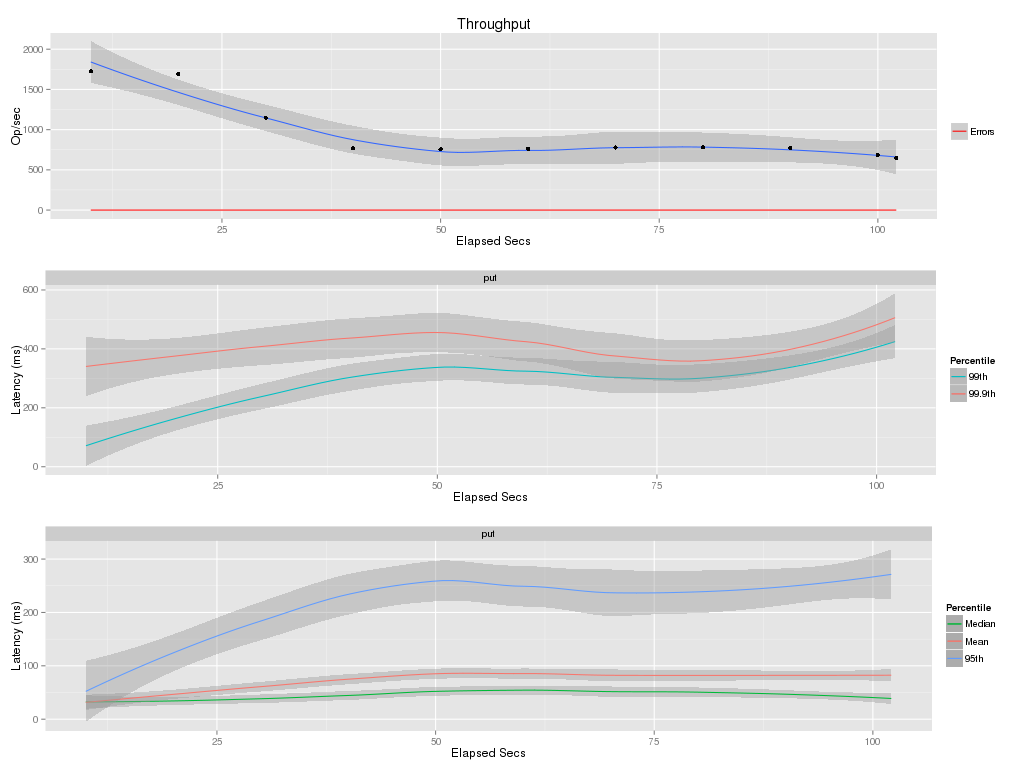 Throughput
2000
1500
1000
500
0
Op/sec
25
50
75
100
Elapsed Secs
Errors
put
600
400
200
0
Latency (ms)
25
50
75
100
Elapsed Secs
Percentile
99th
99.9th
put
300
200
100
0
Latency (ms)
25
50
75
100
Elapsed Secs
Percentile
Median
Mean
95th